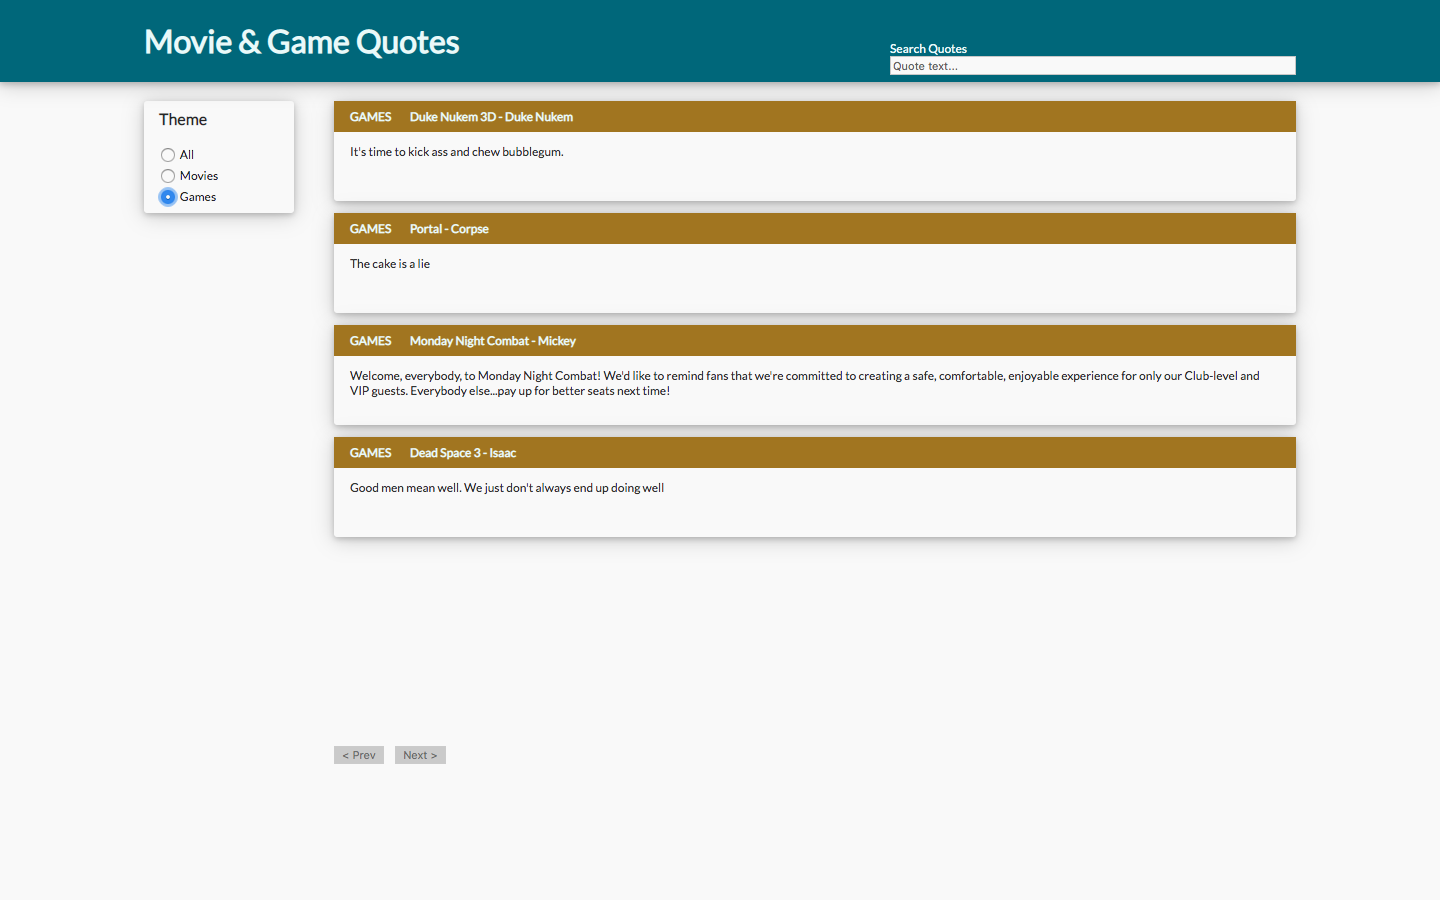 Movie & Game Quotes
Search Quotes
Quote text...
Theme
All
Movies
Games
GAMES Duke Nukem 3D - Duke Nukem
It's time to kick ass and chew bubblegum.
GAMES Portal - Corpse
The cake is a lie
GAMES Monday Night Combat - Mickey
Welcome, everybody, to Monday Night Combat! We'd like to remind fans that we're committed to creating a safe, comfortable, enjoyable experience for only our Club-level and
VIP guests. Everybody else...pay up for better seats next time!
GAMES Dead Space 3 - Isaac
Good men mean well. We just don't always end up doing well
< Prev Next >